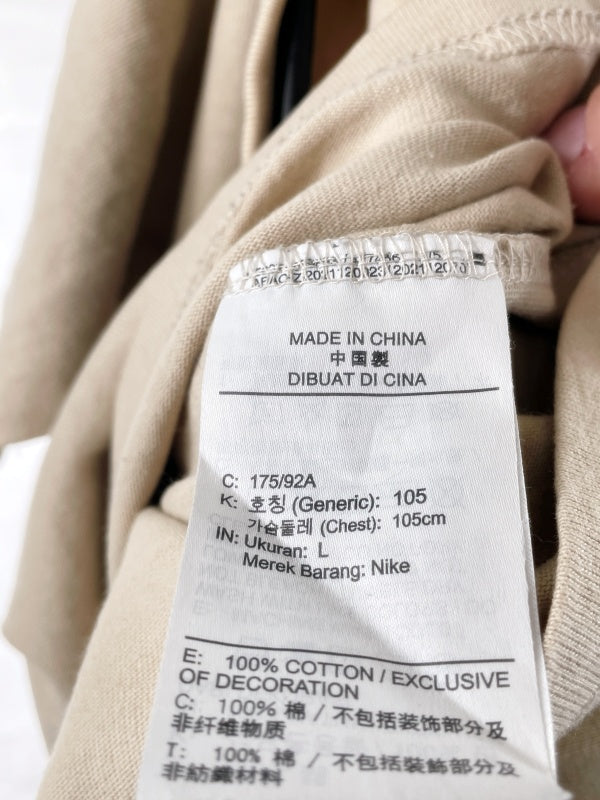 MADE IN CHINA
中国製
DIBUAT DI CINA
C: 175/92A
K: 호칭 (Generic): 105
가슴둘레 (Chest): 105cm
IN: Ukuran: L
Merek Barang: Nike
E: 100% COTTON / EXCLUSIVE
OF DECORATION
C: 100% 棉 / 不包括装饰部分及
非纤维物质
T: 100% 棉 / 不包括裝飾部分及
非紡織材料